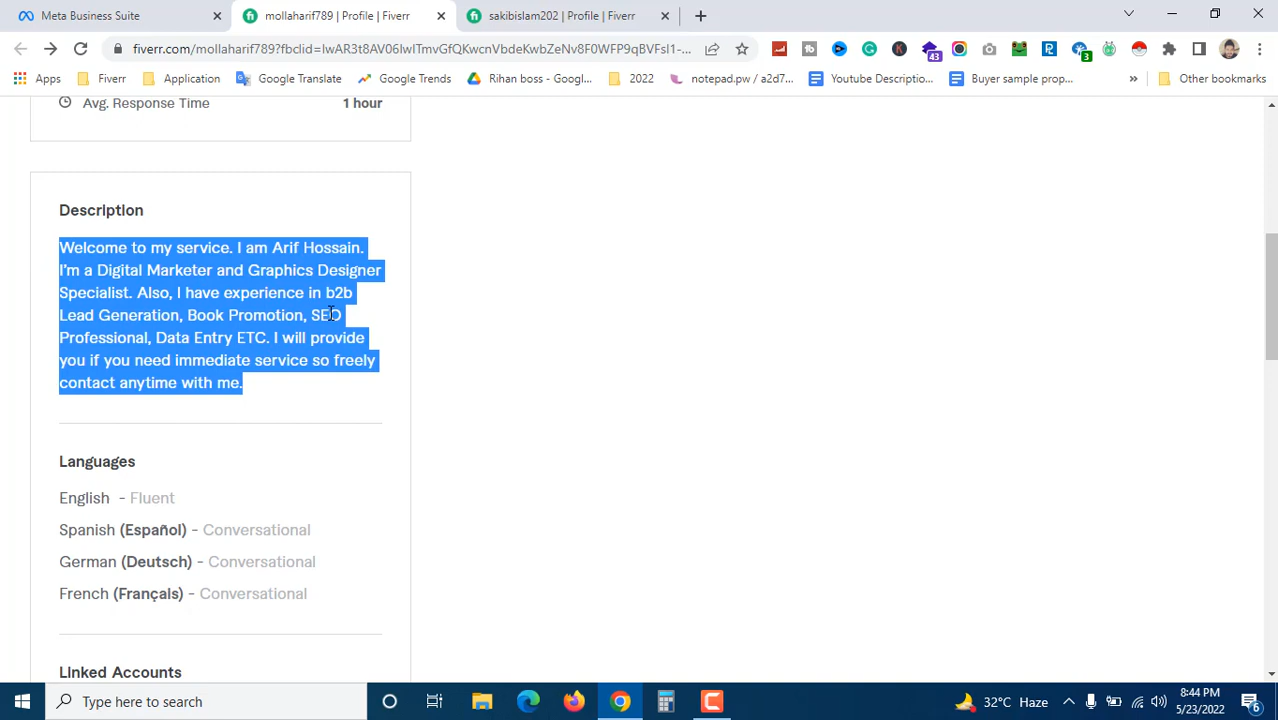 Meta Business Suite
mollaharif789 | Profile | Fiverr
sakibislam202 | Profile | Fiverr
fiverr.com/mollaharif789?fbclid=IwAR3t8AV06lwITmvGfQKwcnVbdeKwbZeNv8F0WFP9qBVFsl1-...
43
3
Apps
Fiverr
Application
Google Translate
Google Trends
Rihan boss - Googl...
2022
notepad.pw / a2d7...
Youtube Descriptio...
Buyer sample prop...
»
Other bookmarks
Avg. Response Time 1 hour
Description
Welcome to my service. I am Arif Hossain.
I'm a Digital Marketer and Graphics Designer
Specialist. Also, I have experience in b2b
Lead Generation, Book Promotion, SEO
Professional, Data Entry ETC. I will provide
you if you need immediate service so freely
contact anytime with me.
Languages
English - Fluent
Spanish (Español) - Conversational
German (Deutsch) - Conversational
French (Français) - Conversational
Linked Accounts
Type here to search
32°C Haze
8:44 PM
5/23/2022
6